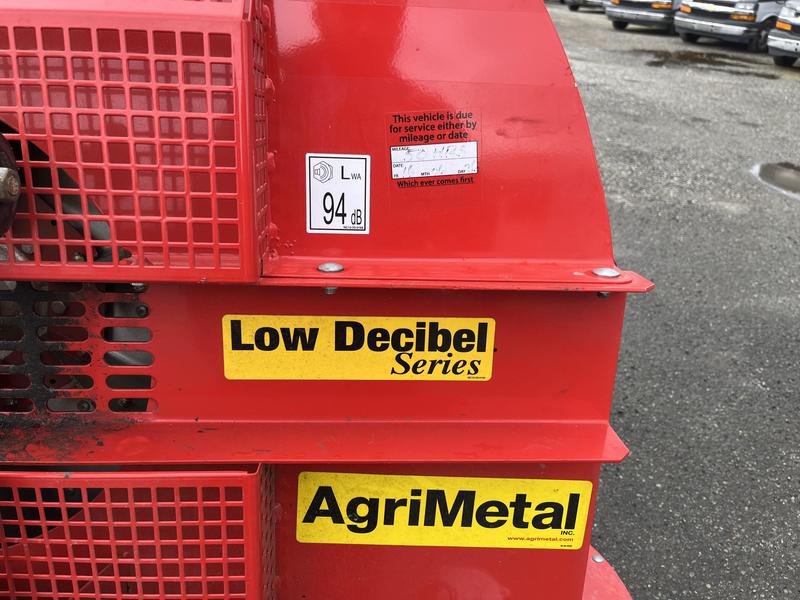 This vehicle is due
for service either by
mileage or date
MILEAGE
DATE
YR MTH DAY
Which ever comes first
LWA
94 dB
Low Decibel
Series
AgriMetal
INC.
www.agrimetal.com